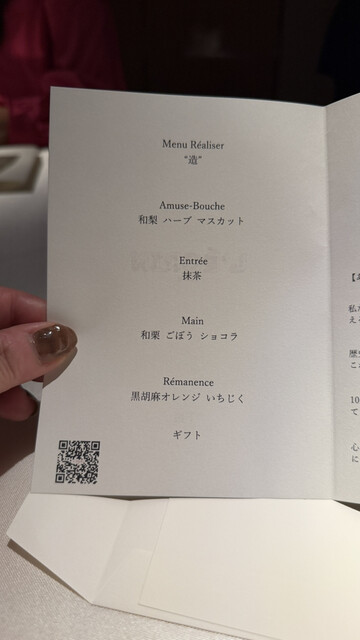 Menu Réaliser
“造”
Amuse-Bouche
和梨 ハーブ マスカット
Entrée
抹茶
Main
和栗 ごぼう ショコラ
Rémanence
黒胡麻オレンジ いちじく
ギフト